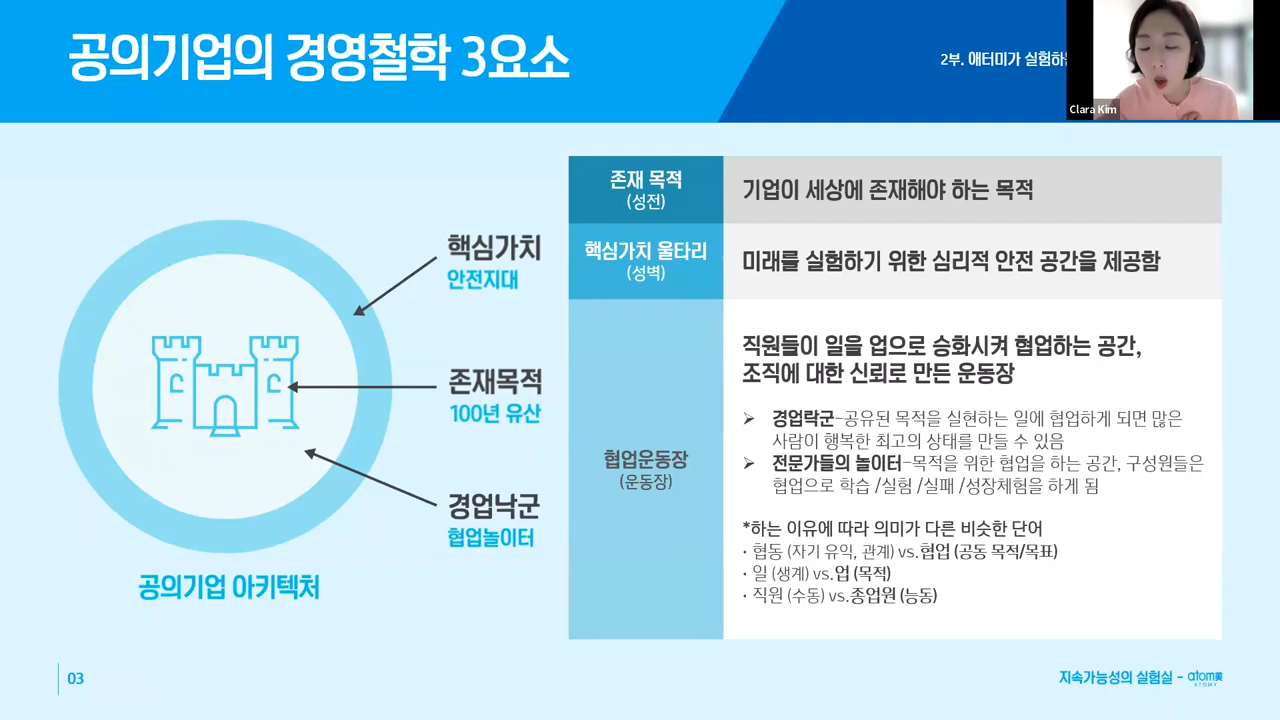 공의기업의 경영철학 3요소
2부. 애터미가 실험하는
Clara Kim
핵심가치
안전지대
존재목적
100년 유산
경업낙군
협업놀이터
공의기업 아키텍처
존재 목적
(성전)
기업이 세상에 존재해야 하는 목적
핵심가치 울타리
(성벽)
미래를 실험하기 위한 심리적 안전 공간을 제공함
협업운동장
(운동장)
직원들이 일을 업으로 승화시켜 협업하는 공간,
조직에 대한 신뢰로 만든 운동장
➢ 경업락군–공유된 목적을 실현하는 일에 협업하게 되면 많은
사람이 행복한 최고의 상태를 만들 수 있음
➢ 전문가들의 놀이터–목적을 위한 협업을 하는 공간, 구성원들은
협업으로 학습 /실험 /실패 /성장체험을 하게 됨
*하는 이유에 따라 의미가 다른 비슷한 단어
· 협동 (자기 유익, 관계) vs.협업 (공동 목적/목표)
· 일 (생계) vs.업 (목적)
· 직원 (수동) vs.종업원 (능동)
03
지속가능성의 실험실 – atom美
ATOMY